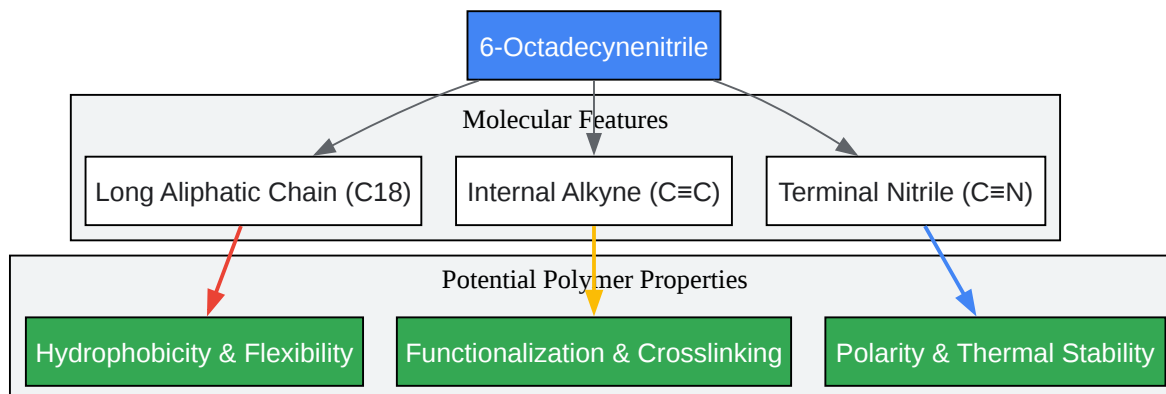 6-Octadecynenitrile
Molecular Features
Long Aliphatic Chain (C18)
Internal Alkyne (C≡C)
Terminal Nitrile (C≡N)
Potential Polymer Properties
Hydrophobicity & Flexibility
Functionalization & Crosslinking
Polarity & Thermal Stability